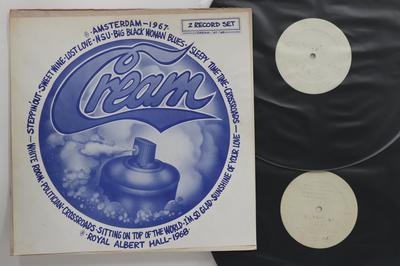 ·AMSTERDAM-1967·
2 RECORD SET
Cream
STEPPIN' OUT-SWEET WINE-LOST LOVE-N.S.U-BIG BLACK WOMAN BLUES-SLEEPY TIME TIME-CROSSROADS-
WHITE ROOM-POLITICIAN-CROSSROADS-SITTING ON TOP OF THE WORLD-I'M SO GLAD-SUNSHINE OF YOUR LOVE
·ROYAL ALBERT HALL-1968·